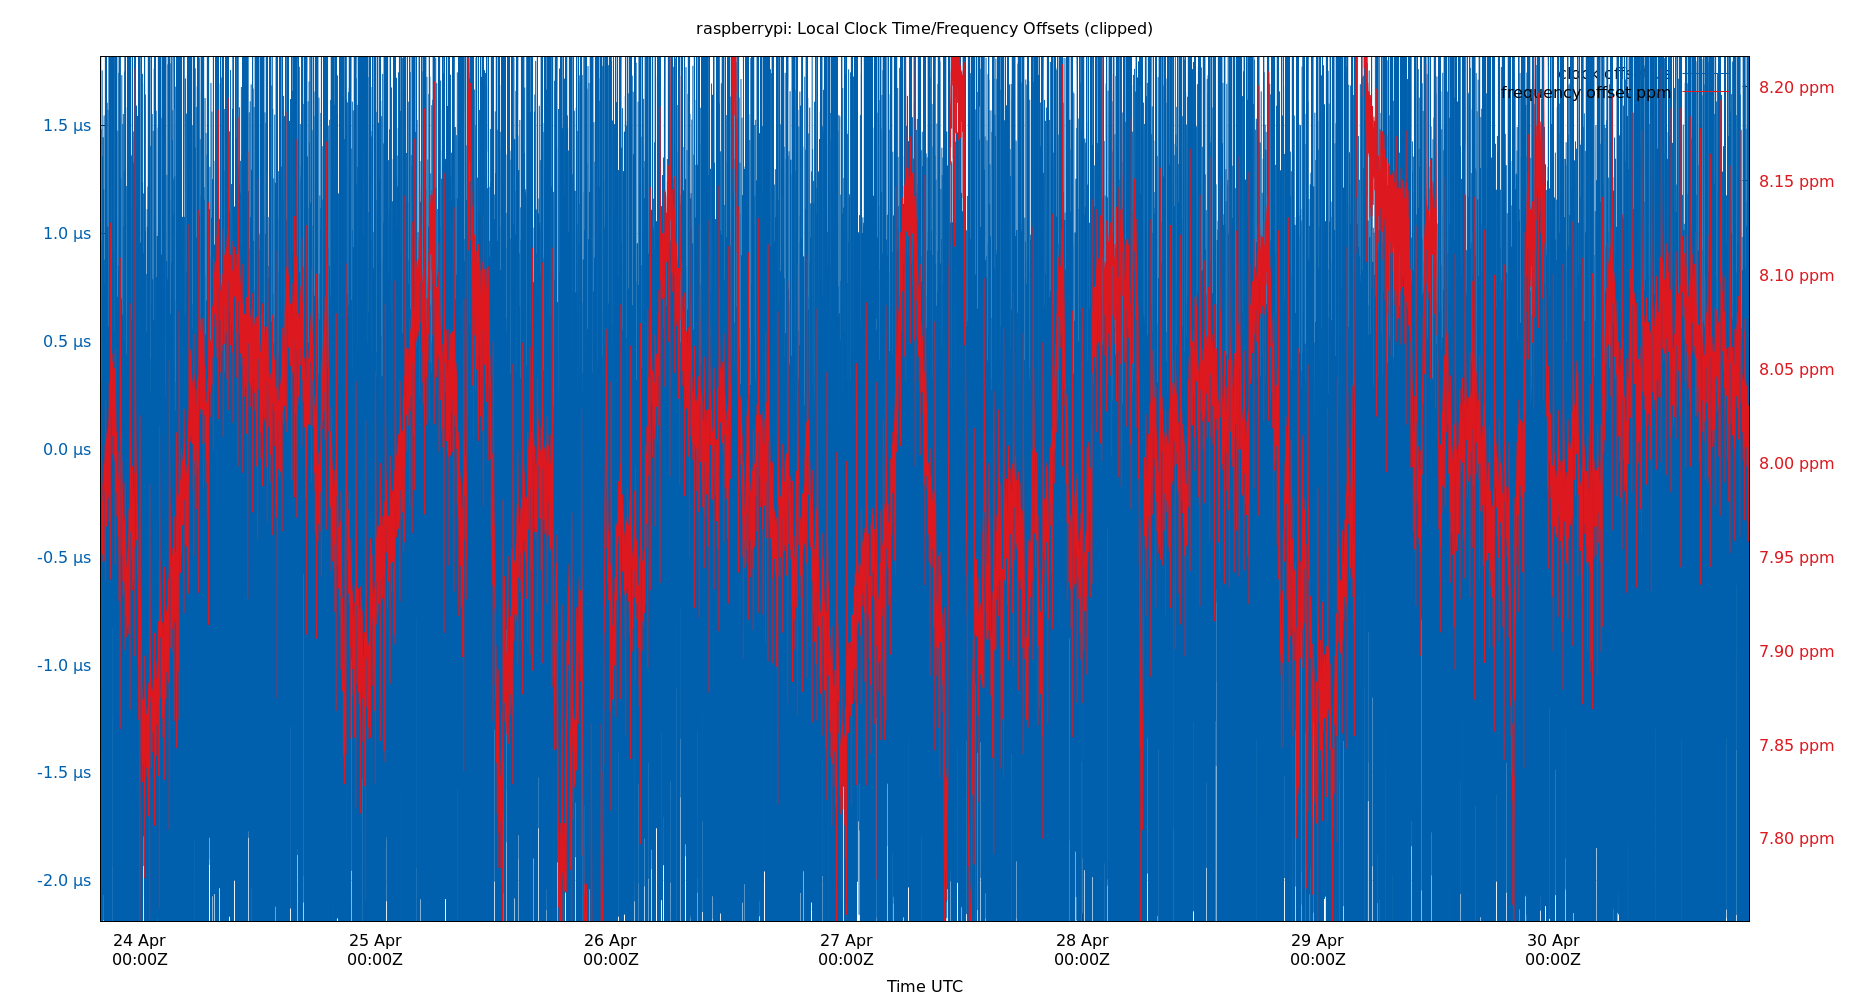 raspberrypi: Local Clock Time/Frequency Offsets (clipped)
clock offset
frequency offset ppm
1.5 µs
1.0 µs
0.5 µs
0.0 µs
-0.5 µs
-1.0 µs
-1.5 µs
-2.0 µs
8.20 ppm
8.15 ppm
8.10 ppm
8.05 ppm
8.00 ppm
7.95 ppm
7.90 ppm
7.85 ppm
7.80 ppm
24 Apr 25 Apr 26 Apr 27 Apr 28 Apr 29 Apr 30 Apr
00:00Z 00:00Z 00:00Z 00:00Z 00:00Z 00:00Z 00:00Z
Time UTC